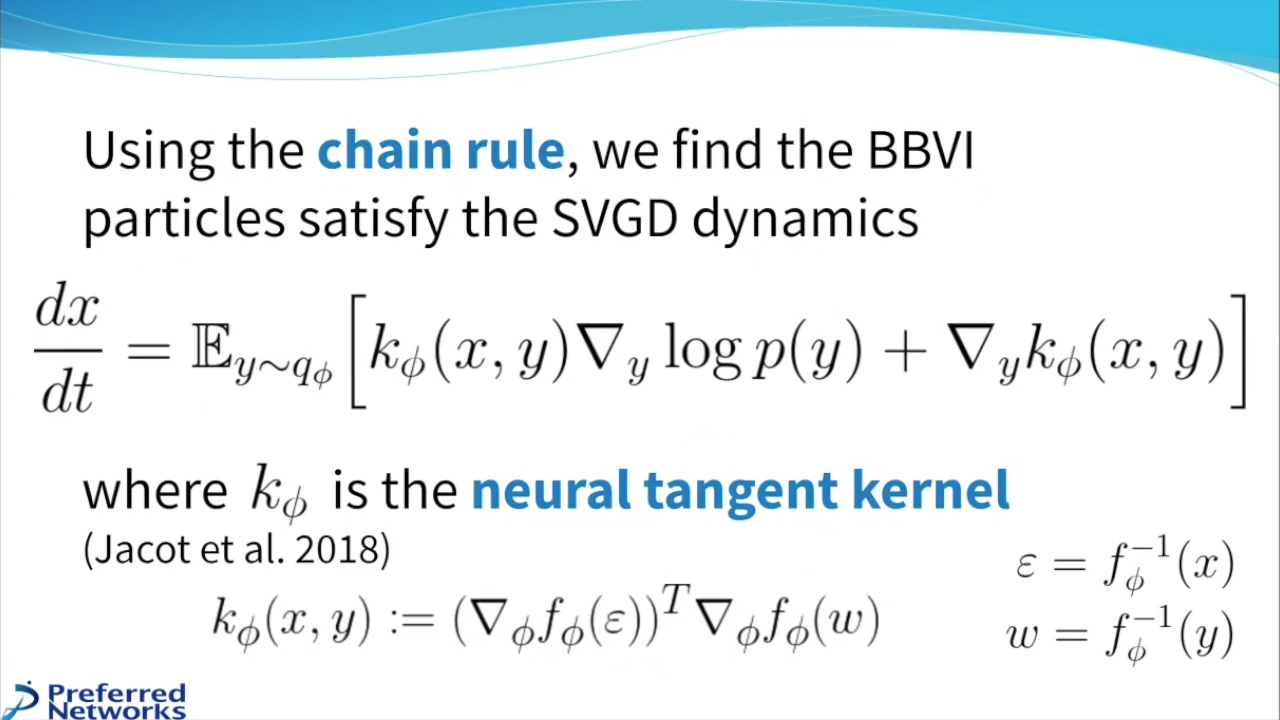 Using the chain rule, we find the BBVI
particles satisfy the SVGD dynamics
dx/dt = 𝔼_{y∼q_ϕ} [k_ϕ(x, y)∇_y log p(y) + ∇_y k_ϕ(x, y)]
where k_ϕ is the neural tangent kernel
(Jacot et al. 2018)
k_ϕ(x, y) := (∇_ϕ f_ϕ(ε))^T ∇_ϕ f_ϕ(w)
ε = f_ϕ^{-1}(x)
w = f_ϕ^{-1}(y)
Preferred
Networks